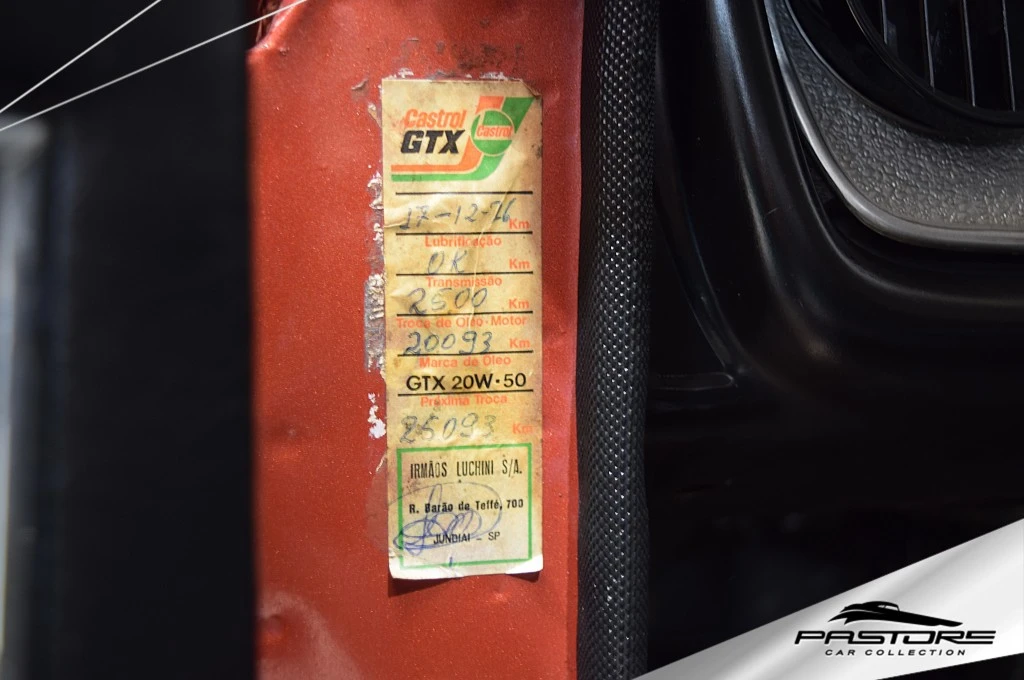 Castrol
GTX
Castrol
17-12-76 Km
Lubrificação
OK Km
Transmissão
2500 Km
Troca de Óleo-Motor
20093 Km
Marca de Óleo
GTX 20W-50
Próxima Troca
25093 Km
IRMÃOS LUCHINI S/A.
R. Barão de Teffé, 700
JUNDIAÍ - SP
PASTORE
CAR COLLECTION